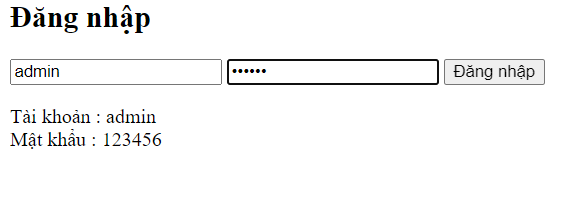 Đăng nhập
admin •••••• Đăng nhập
Tài khoản : admin
Mật khẩu : 123456